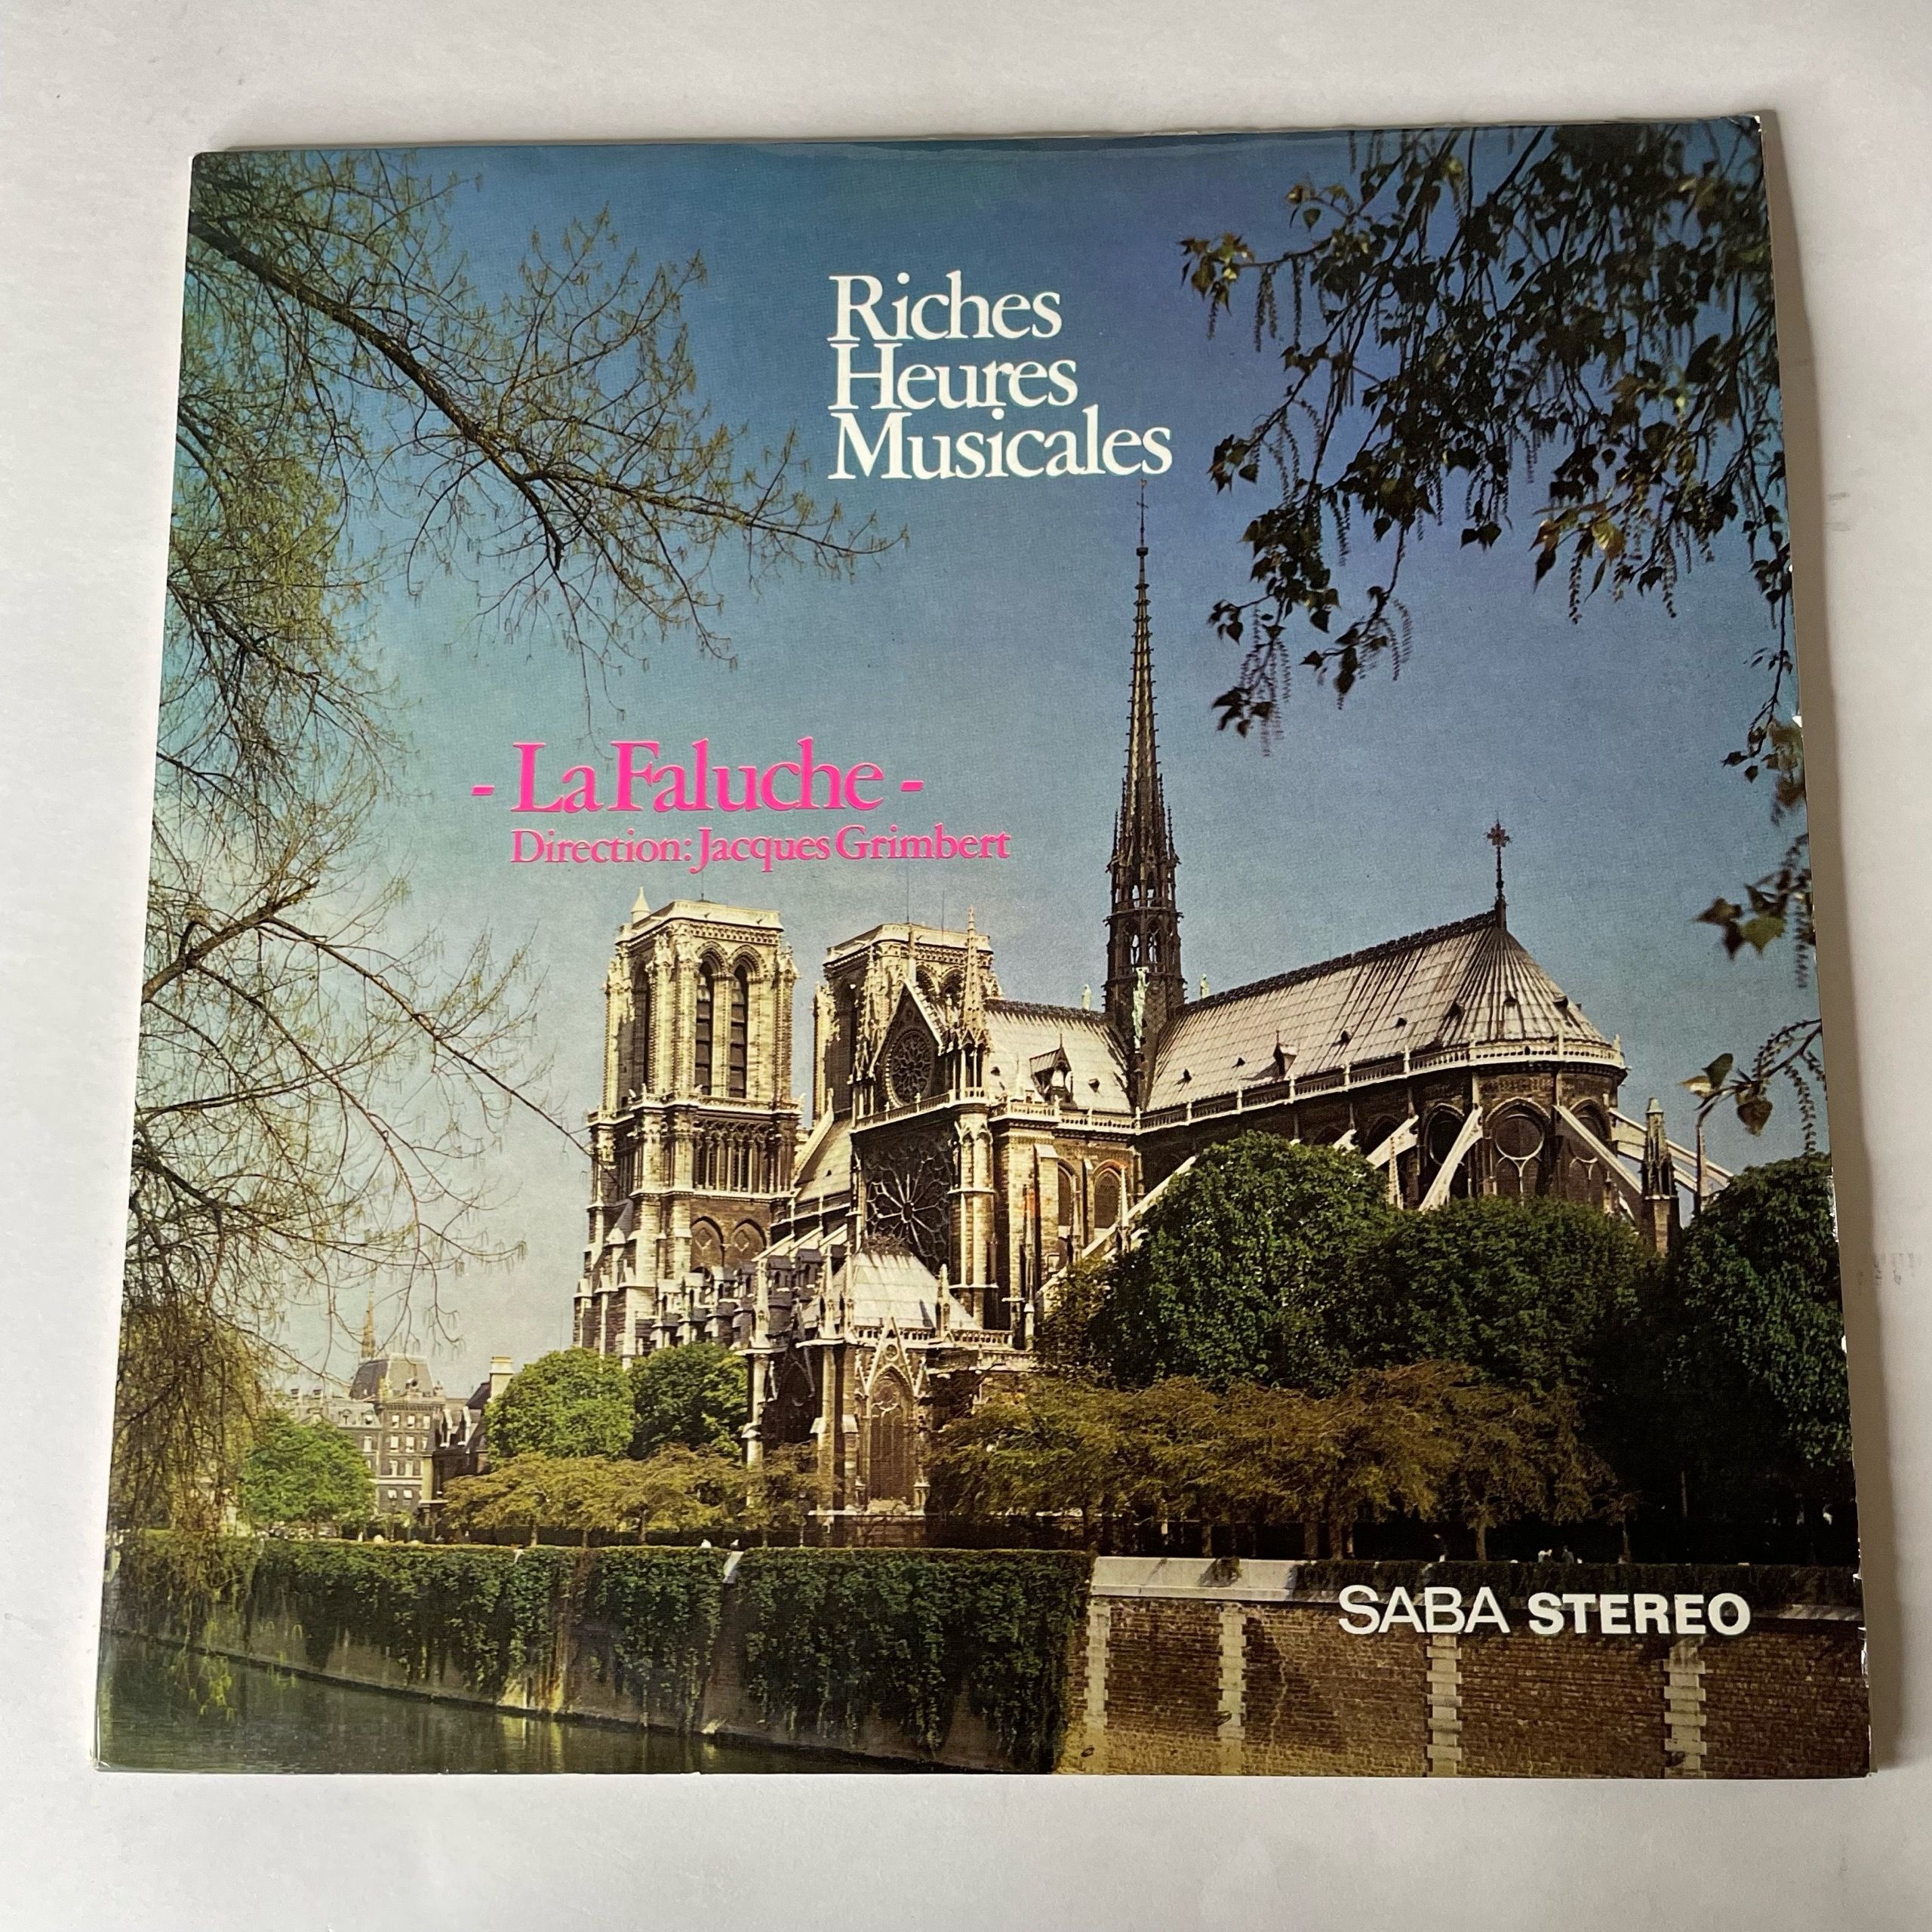 Riches
Heures
Musicales
- La Faluche -
Direction: Jacques Grimbert
SABA STEREO